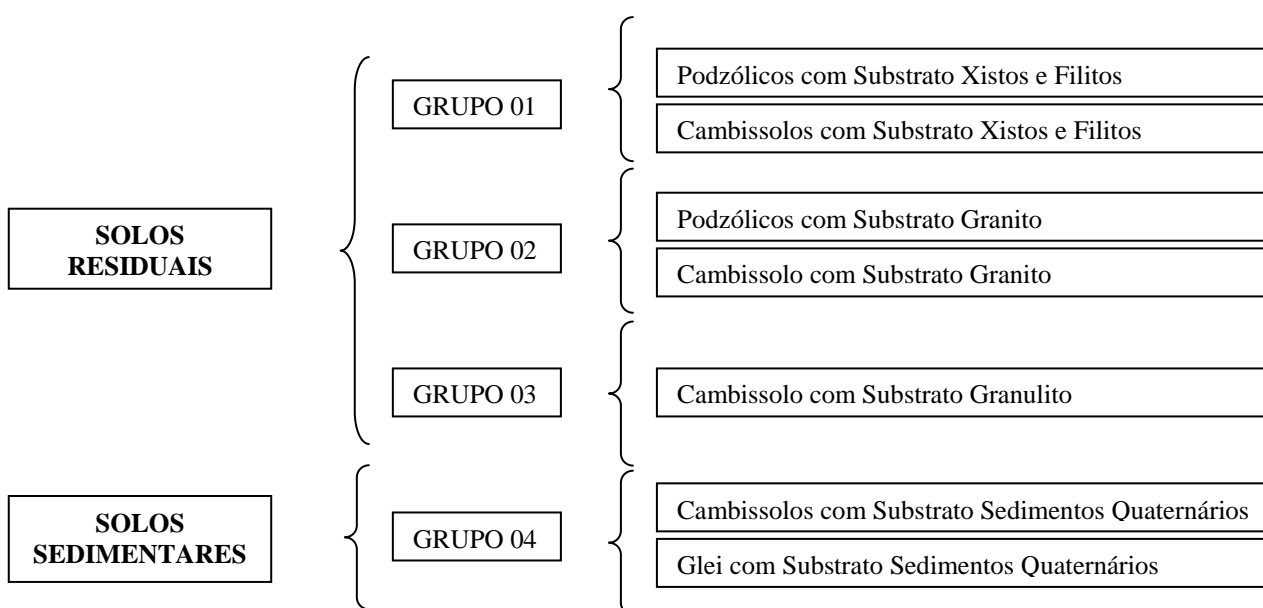 SOLOS
RESIDUAIS
GRUPO 01
Podzólicos com Substrato Xistos e Filitos
Cambissolos com Substrato Xistos e Filitos
GRUPO 02
Podzólicos com Substrato Granito
Cambissolo com Substrato Granito
GRUPO 03
Cambissolo com Substrato Granulito
SOLOS
SEDIMENTARES
GRUPO 04
Cambissolos com Substrato Sedimentos Quaternários
Glei com Substrato Sedimentos Quaternários